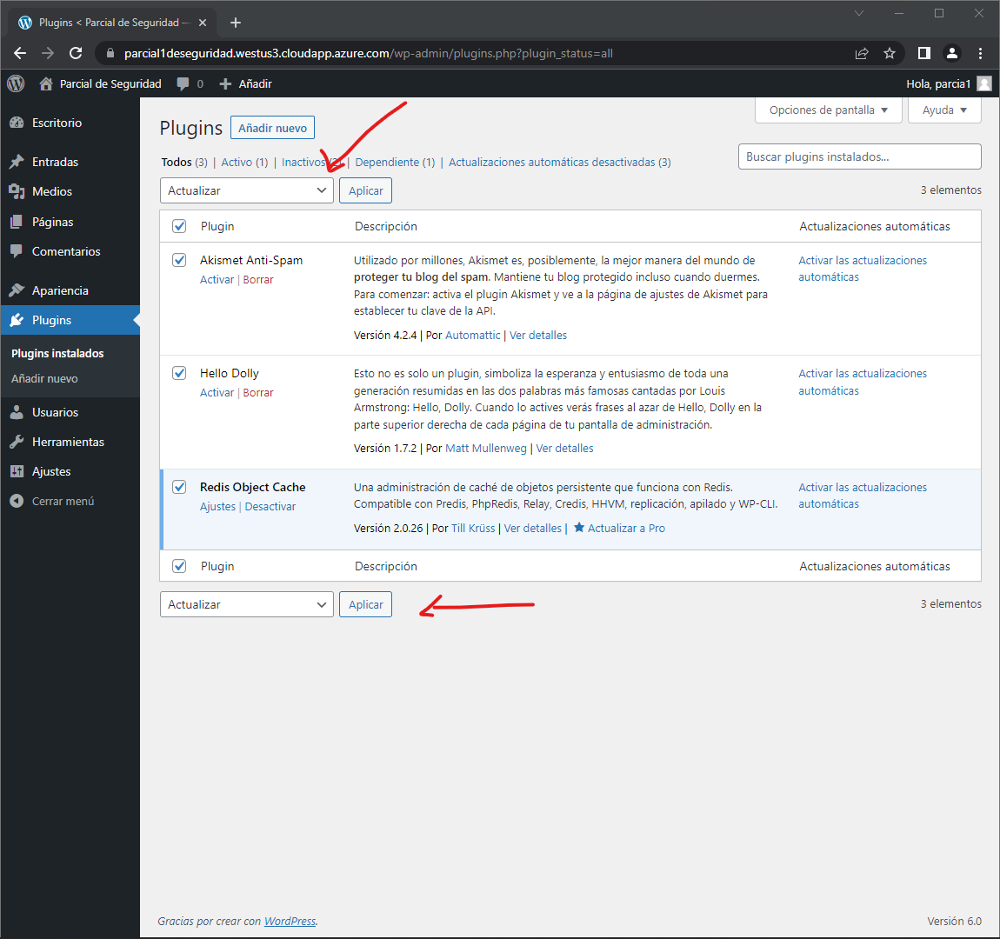 Plugins < Parcial de Seguridad —
parcial1deseguridad.westus3.cloudapp.azure.com/wp-admin/plugins.php?plugin_status=all
Parcial de Seguridad 0 Añadir Hola, parcia1
Opciones de pantalla Ayuda
Escritorio
Entradas
Medios
Páginas
Comentarios
Apariencia
Plugins
Plugins instalados
Añadir nuevo
Usuarios
Herramientas
Ajustes
Cerrar menú
Plugins Añadir nuevo
Todos (3) | Activo (1) | Inactivos | Dependiente (1) | Actualizaciones automáticas desactivadas (3)
Buscar plugins instalados...
Actualizar Aplicar 3 elementos
Plugin Descripción Actualizaciones automáticas
Akismet Anti-Spam
Activar | Borrar
Utilizado por millones, Akismet es, posiblemente, la mejor manera del mundo de
proteger tu blog del spam. Mantiene tu blog protegido incluso cuando duermes.
Para comenzar: activa el plugin Akismet y ve a la página de ajustes de Akismet para
establecer tu clave de la API.
Versión 4.2.4 | Por Automattic | Ver detalles
Activar las actualizaciones
automáticas
Hello Dolly
Activar | Borrar
Esto no es solo un plugin, simboliza la esperanza y entusiasmo de toda una
generación resumidas en las dos palabras más famosas cantadas por Louis
Armstrong: Hello, Dolly. Cuando lo actives verás frases al azar de Hello, Dolly en la
parte superior derecha de cada página de tu pantalla de administración.
Versión 1.7.2 | Por Matt Mullenweg | Ver detalles
Activar las actualizaciones
automáticas
Redis Object Cache
Ajustes | Desactivar
Una administración de caché de objetos persistente que funciona con Redis.
Compatible con Predis, PhpRedis, Relay, Credis, HHVM, replicación, apilado y WP-CLI.
Versión 2.0.26 | Por Till Krüss | Ver detalles | Actualizar a Pro
Activar las actualizaciones
automáticas
Plugin Descripción Actualizaciones automáticas
Actualizar Aplicar 3 elementos
Gracias por crear con WordPress. Versión 6.0